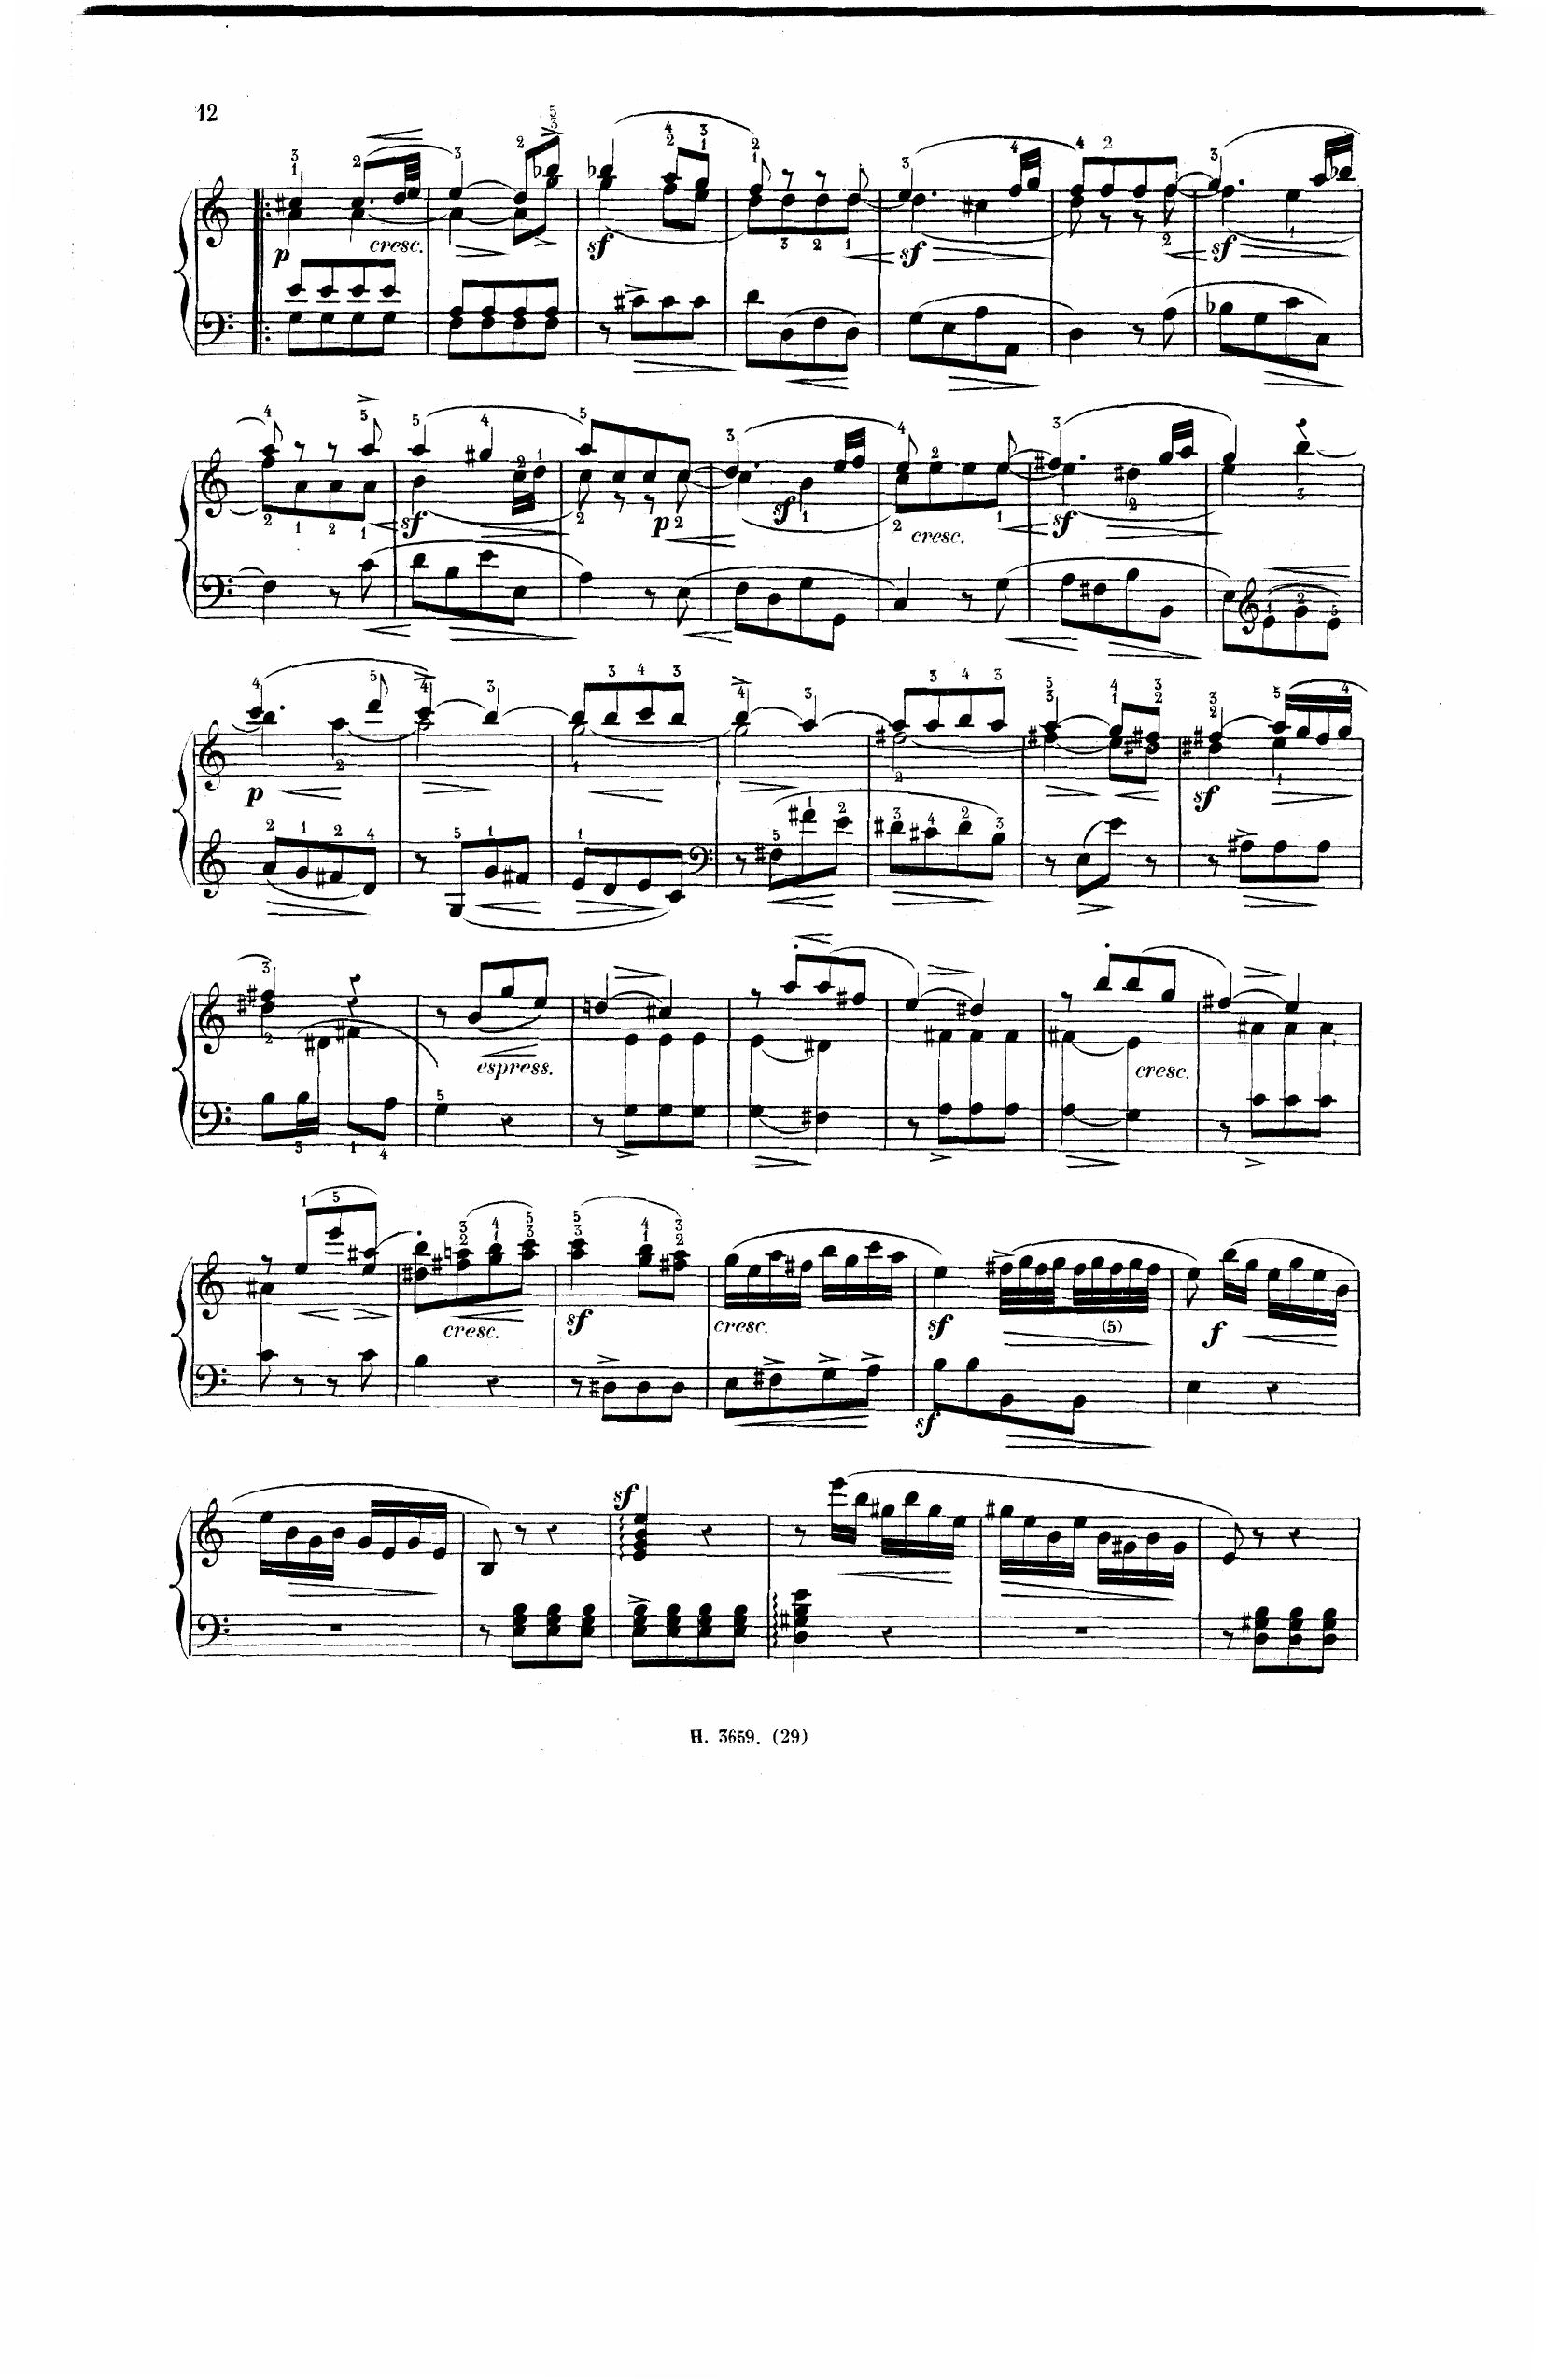 12
p cresc. sf sf sf
sf p sf cresc. sf
p sf
espress. cresc.
cresc. sf cresc. sf (5) f
sf
sf
H. 3659. (29)